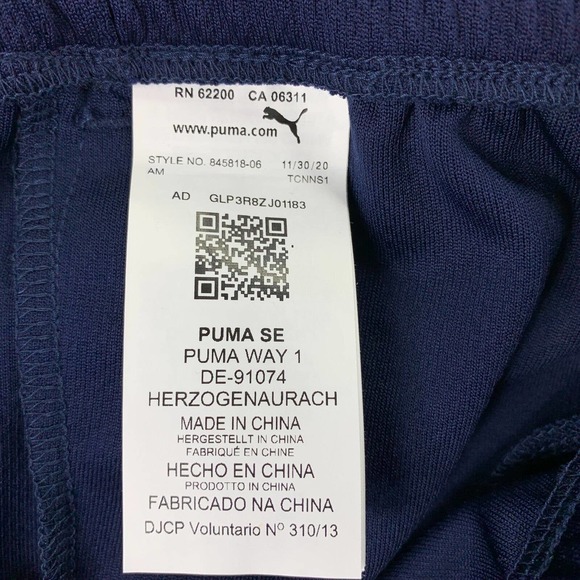 RN 62200 CA 06311
www.puma.com
STYLE NO. 845818-06 11/30/20
AM TCNNS1
AD GLP3R8ZJ01183
PUMA SE
PUMA WAY 1
DE-91074
HERZOGENAURACH
MADE IN CHINA
HERGESTELLT IN CHINA
FABRIQUÉ EN CHINE
HECHO EN CHINA
PRODOTTO IN CHINA
FABRICADO NA CHINA
DJCP Voluntario Nº 310/13